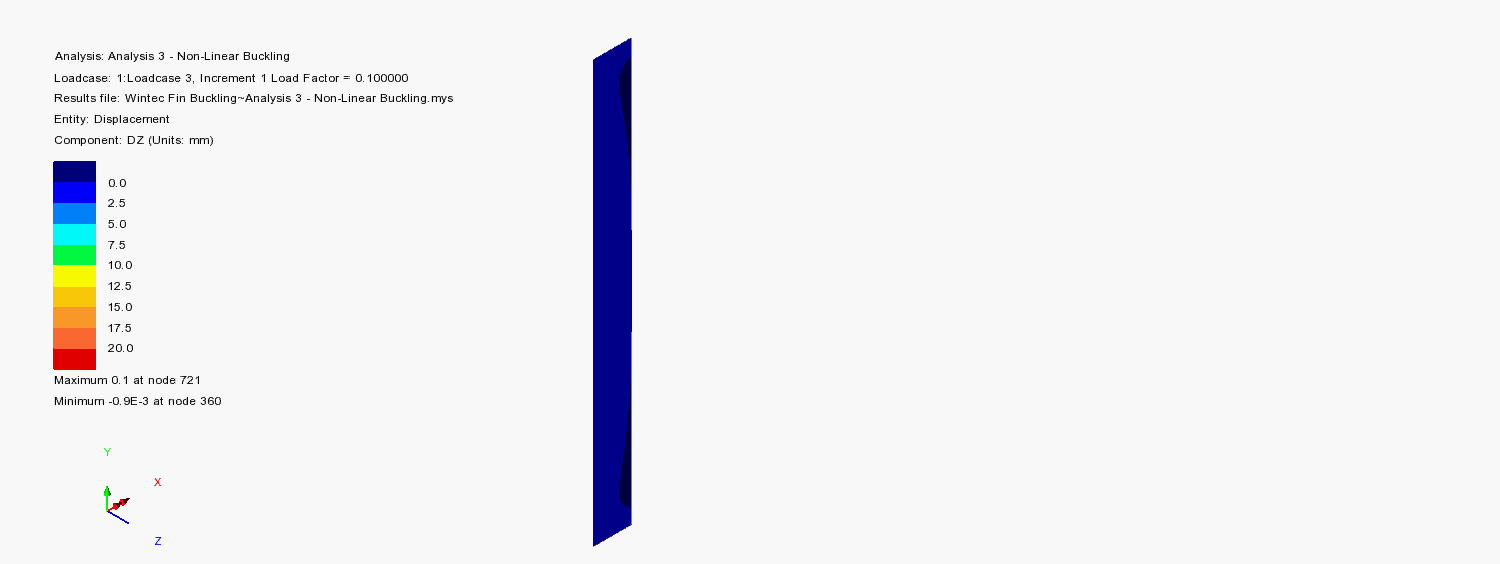 Analysis: Analysis 3 - Non-Linear Buckling
Loadcase: 1:Loadcase 3, Increment 1 Load Factor = 0.100000
Results file: Wintec Fin Buckling~Analysis 3 - Non-Linear Buckling.mys
Entity: Displacement
Component: DZ (Units: mm)
0.0
2.5
5.0
7.5
10.0
12.5
15.0
17.5
20.0
Maximum 0.1 at node 721
Minimum -0.9E-3 at node 360
Y
X
Z